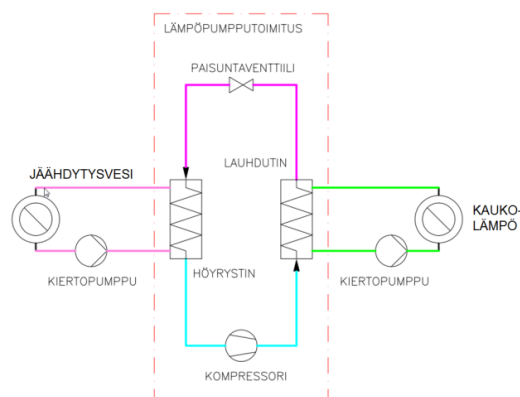 LÄMPÖPUMPPUTOIMITUS
PAISUNTAVENTTIILI
JÄÄHDYTYSVESI
LAUHDUTIN
KAUKO-
LÄMPÖ
KIERTOPUMPPU
HÖYRYSTIN
KIERTOPUMPPU
KOMPRESSORI